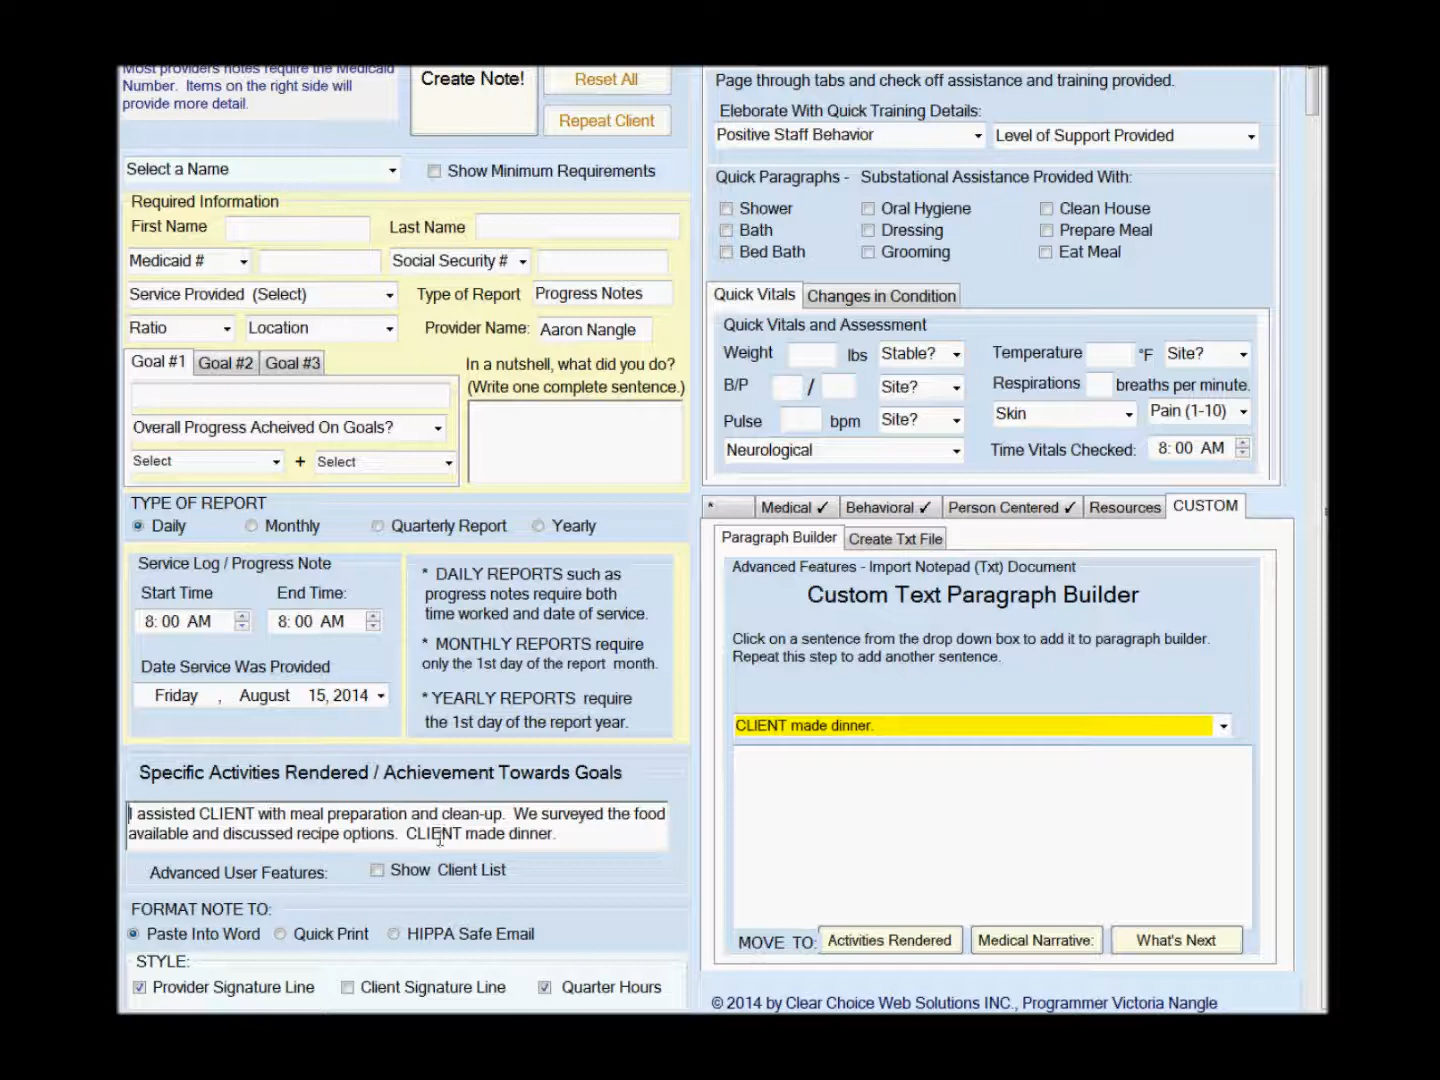 Most providers notes require the Medicaid
Number. Items on the right side will
provide more detail.
Create Note!
Reset All
Repeat Client
Select a Name
Show Minimum Requirements
Required Information
First Name
Last Name
Medicaid #
Social Security #
Service Provided (Select)
Type of Report
Progress Notes
Ratio
Location
Provider Name:
Aaron Nangle
Goal #1
Goal #2
Goal #3
In a nutshell, what did you do?
(Write one complete sentence.)
Overall Progress Acheived On Goals?
Select
+
Select
TYPE OF REPORT
Daily
Monthly
Quarterly Report
Yearly
Service Log / Progress Note
Start Time
End Time:
8: 00 AM
8: 00 AM
Date Service Was Provided
Friday , August 15, 2014
* DAILY REPORTS such as
progress notes require both
time worked and date of service.
* MONTHLY REPORTS require
only the 1st day of the report month.
* YEARLY REPORTS require
the 1st day of the report year.
Specific Activities Rendered / Achievement Towards Goals
I assisted CLIENT with meal preparation and clean-up. We surveyed the food
available and discussed recipe options. CLIENT made dinner.
Advanced User Features:
Show Client List
FORMAT NOTE TO:
Paste Into Word
Quick Print
HIPPA Safe Email
STYLE:
Provider Signature Line
Client Signature Line
Quarter Hours
Page through tabs and check off assistance and training provided.
Eleborate With Quick Training Details:
Positive Staff Behavior
Level of Support Provided
Quick Paragraphs - Substational Assistance Provided With:
Shower
Oral Hygiene
Clean House
Bath
Dressing
Prepare Meal
Bed Bath
Grooming
Eat Meal
Quick Vitals
Changes in Condition
Quick Vitals and Assessment
Weight
lbs
Stable?
Temperature
°F
Site?
B/P
/
Site?
Respirations
breaths per minute.
Pulse
bpm
Site?
Skin
Pain (1-10)
Neurological
Time Vitals Checked:
8: 00 AM
*
Medical ✓
Behavioral ✓
Person Centered ✓
Resources
CUSTOM
Paragraph Builder
Create Txt File
Advanced Features - Import Notepad (Txt) Document
Custom Text Paragraph Builder
Click on a sentence from the drop down box to add it to paragraph builder.
Repeat this step to add another sentence.
CLIENT made dinner.
MOVE TO:
Activities Rendered
Medical Narrative:
What's Next
© 2014 by Clear Choice Web Solutions INC., Programmer Victoria Nangle